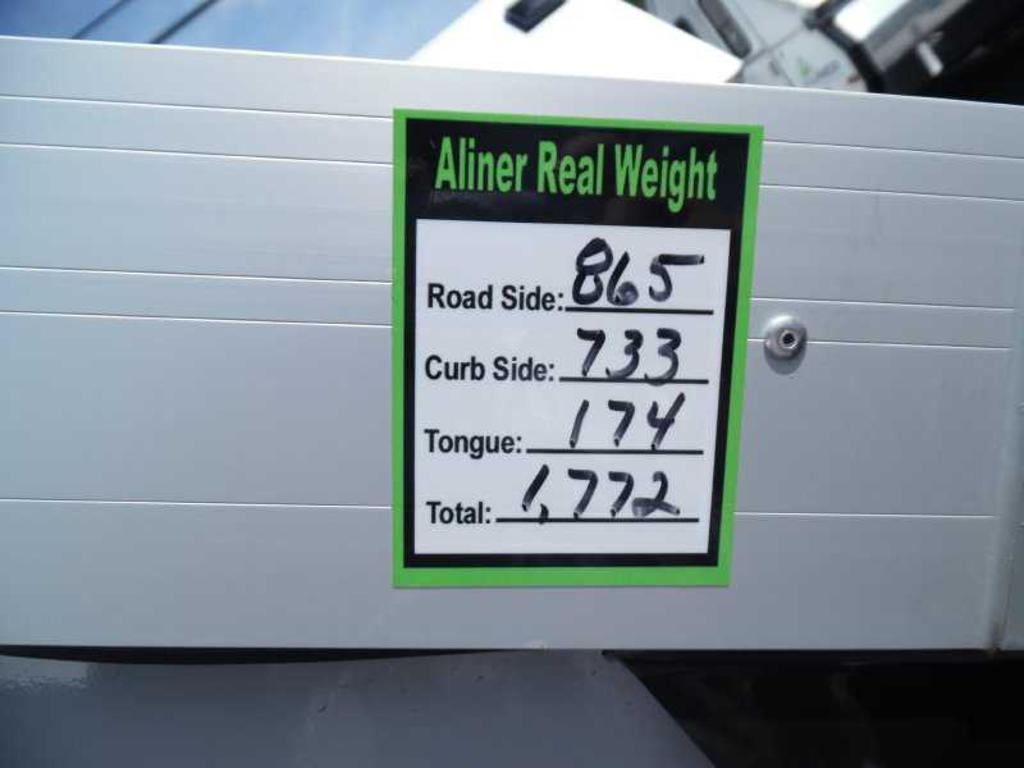 Aliner Real Weight
Road Side: 865
Curb Side: 733
Tongue: 174
Total: 1,772